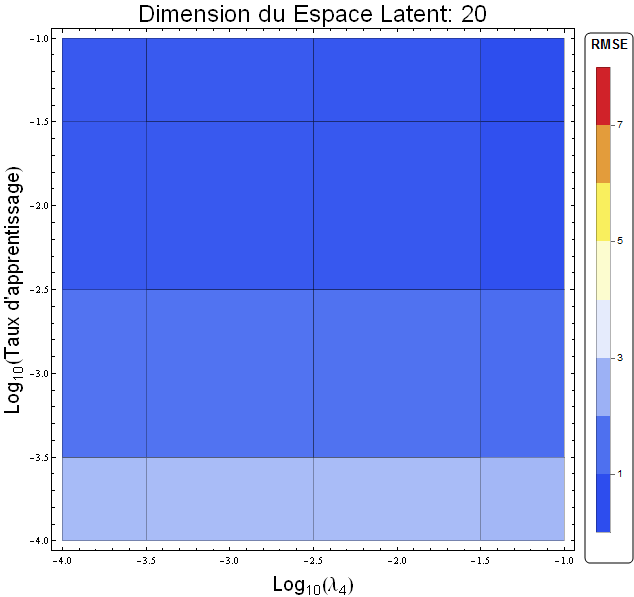 Dimension du Espace Latent: 20
RMSE
7
5
3
1
Log10(Taux d'apprentissage)
-1.0
-1.5
-2.0
-2.5
-3.0
-3.5
-4.0
-4.0 -3.5 -3.0 -2.5 -2.0 -1.5 -1.0
Log10(λ4)